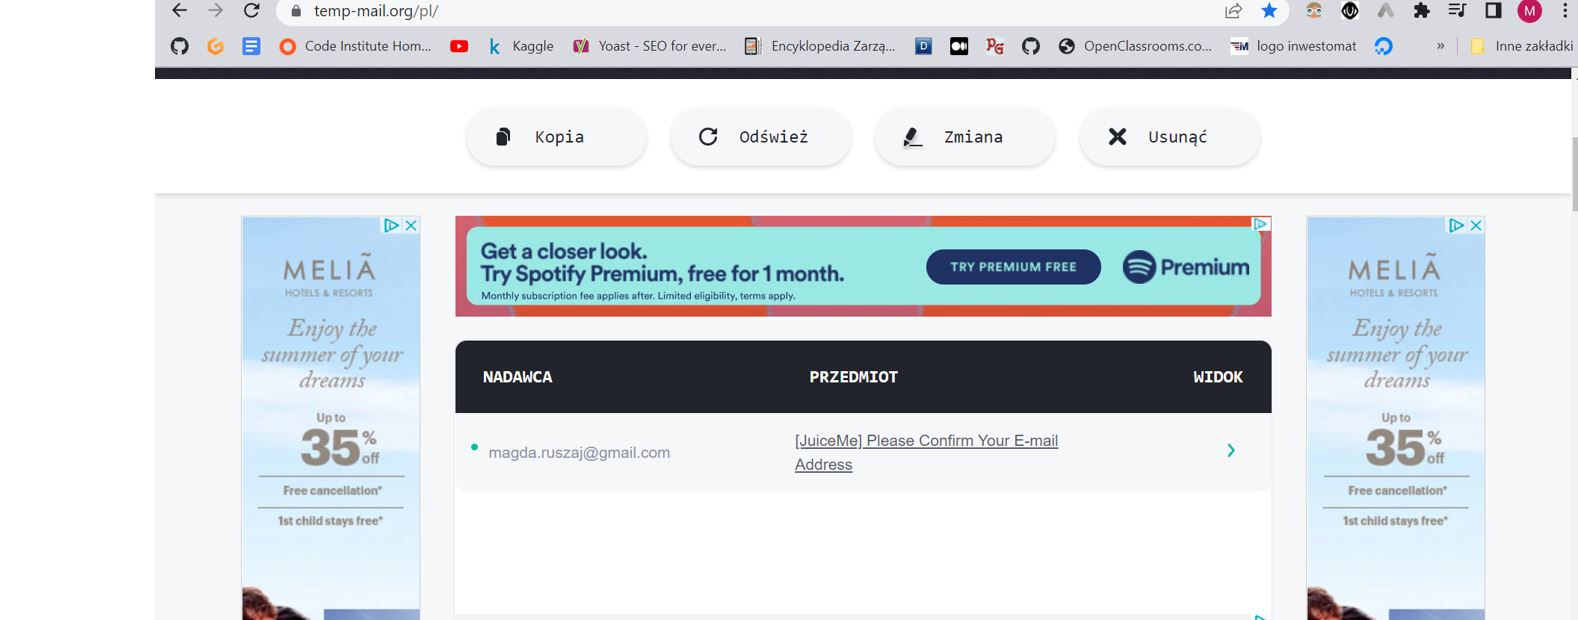 temp-mail.org/pl/
M
Code Institute Hom...
Kaggle
Yoast - SEO for ever...
Encyklopedia Zarzą...
OpenClassrooms.co...
logo inwestomat
»
Inne zakładki
Kopia
Odśwież
Zmiana
Usunąć
MELIÃ
HOTELS & RESORTS
Enjoy the
summer of your
dreams
Up to
35% off
Free cancellation*
1st child stays free*
Get a closer look.
Try Spotify Premium, free for 1 month.
Monthly subscription fee applies after. Limited eligibility, terms apply.
TRY PREMIUM FREE
Premium
NADAWCA PRZEDMIOT WIDOK
magda.ruszaj@gmail.com
[JuiceMe] Please Confirm Your E-mail
Address
MELIÃ
HOTELS & RESORTS
Enjoy the
summer of your
dreams
Up to
35% off
Free cancellation*
1st child stays free*